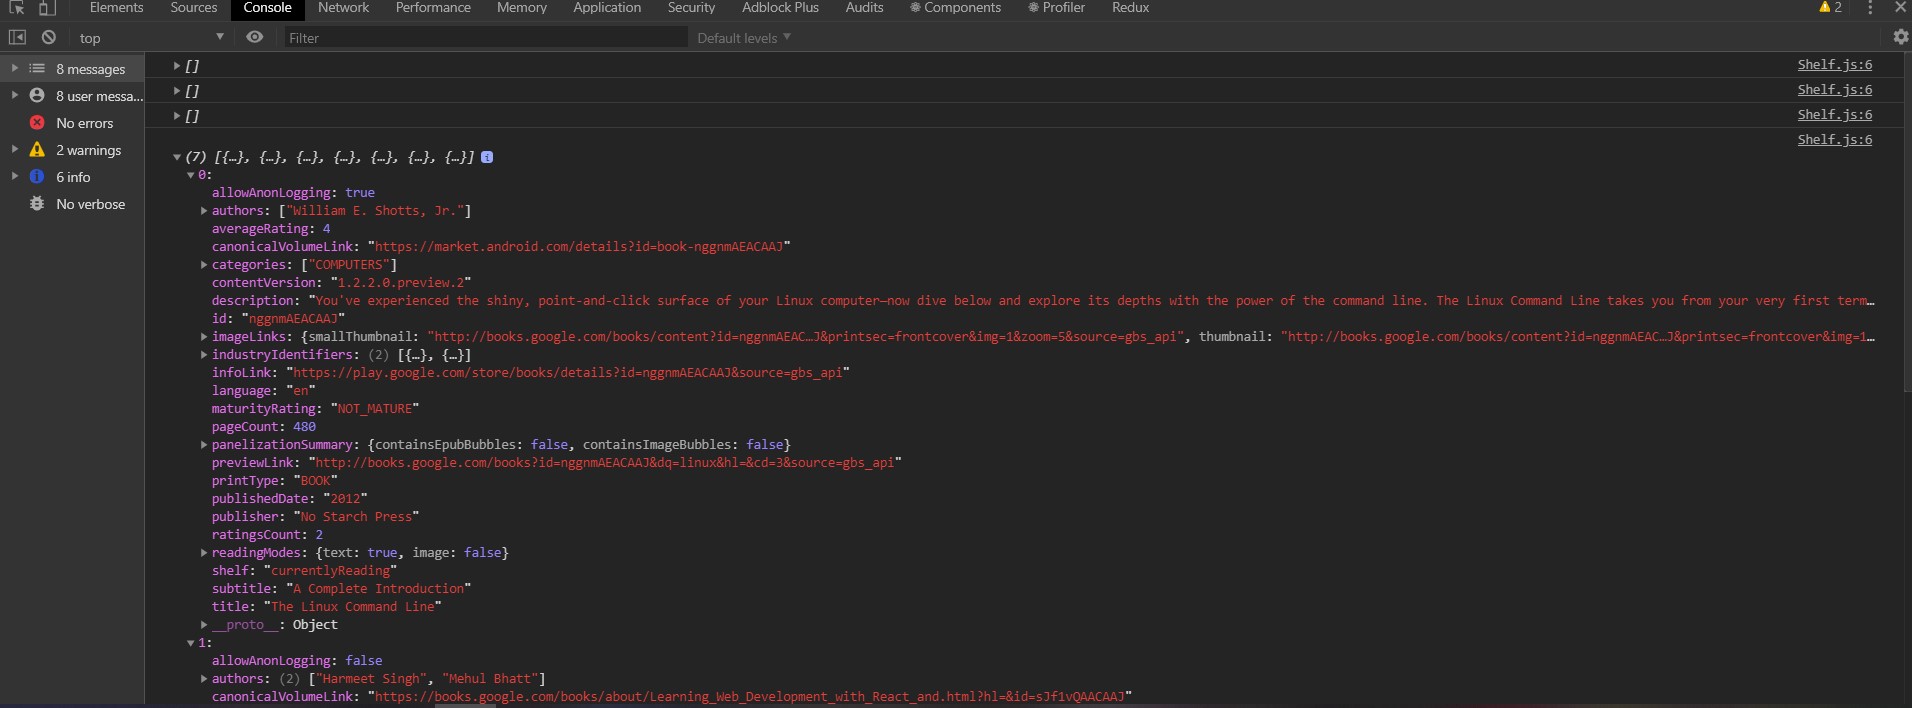 Elements Sources Console Network Performance Memory Application Security Adblock Plus Audits Components Profiler Redux 2
top Filter Default levels
8 messages
8 user messa...
No errors
2 warnings
6 info
No verbose
[] Shelf.js:6
[] Shelf.js:6
[] Shelf.js:6
Shelf.js:6
(7) [{…}, {…}, {…}, {…}, {…}, {…}, {…}] i
0:
allowAnonLogging: true
authors: ["William E. Shotts, Jr."]
averageRating: 4
canonicalVolumeLink: "https://market.android.com/details?id=book-nggnmAEACAAJ"
categories: ["COMPUTERS"]
contentVersion: "1.2.2.0.preview.2"
description: "You've experienced the shiny, point-and-click surface of your Linux computer—now dive below and explore its depths with the power of the command line. The Linux Command Line takes you from your very first term…
id: "nggnmAEACAAJ"
imageLinks: {smallThumbnail: "http://books.google.com/books/content?id=nggnmAEAC…J&printsec=frontcover&img=1&zoom=5&source=gbs_api", thumbnail: "http://books.google.com/books/content?id=nggnmAEAC…J&printsec=frontcover&img=1…
industryIdentifiers: (2) [{…}, {…}]
infoLink: "https://play.google.com/store/books/details?id=nggnmAEACAAJ&source=gbs_api"
language: "en"
maturityRating: "NOT_MATURE"
pageCount: 480
panelizationSummary: {containsEpubBubbles: false, containsImageBubbles: false}
previewLink: "http://books.google.com/books?id=nggnmAEACAAJ&dq=linux&hl=&cd=3&source=gbs_api"
printType: "BOOK"
publishedDate: "2012"
publisher: "No Starch Press"
ratingsCount: 2
readingModes: {text: true, image: false}
shelf: "currentlyReading"
subtitle: "A Complete Introduction"
title: "The Linux Command Line"
__proto__: Object
1:
allowAnonLogging: false
authors: (2) ["Harmeet Singh", "Mehul Bhatt"]
canonicalVolumeLink: "https://books.google.com/books/about/Learning_Web_Development_with_React_and.html?hl=&id=sJf1vQAACAAJ"